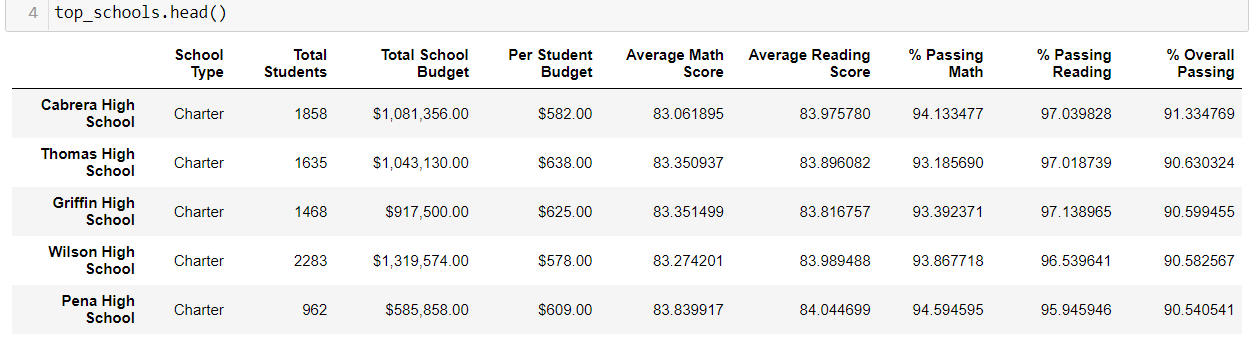 4 top_schools.head()
School Type Total Students Total School Budget Per Student Budget Average Math Score Average Reading Score % Passing Math % Passing Reading % Overall Passing
Cabrera High School Charter 1858 $1,081,356.00 $582.00 83.061895 83.975780 94.133477 97.039828 91.334769
Thomas High School Charter 1635 $1,043,130.00 $638.00 83.350937 83.896082 93.185690 97.018739 90.630324
Griffin High School Charter 1468 $917,500.00 $625.00 83.351499 83.816757 93.392371 97.138965 90.599455
Wilson High School Charter 2283 $1,319,574.00 $578.00 83.274201 83.989488 93.867718 96.539641 90.582567
Pena High School Charter 962 $585,858.00 $609.00 83.839917 84.044699 94.594595 95.945946 90.540541